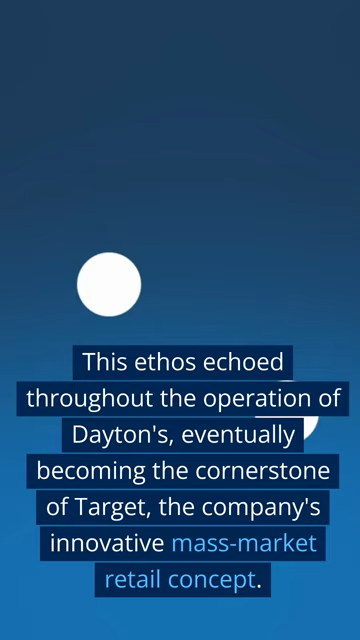 This ethos echoed
throughout the operation of
Dayton's, eventually
becoming the cornerstone
of Target, the company's
innovative mass-market
retail concept.